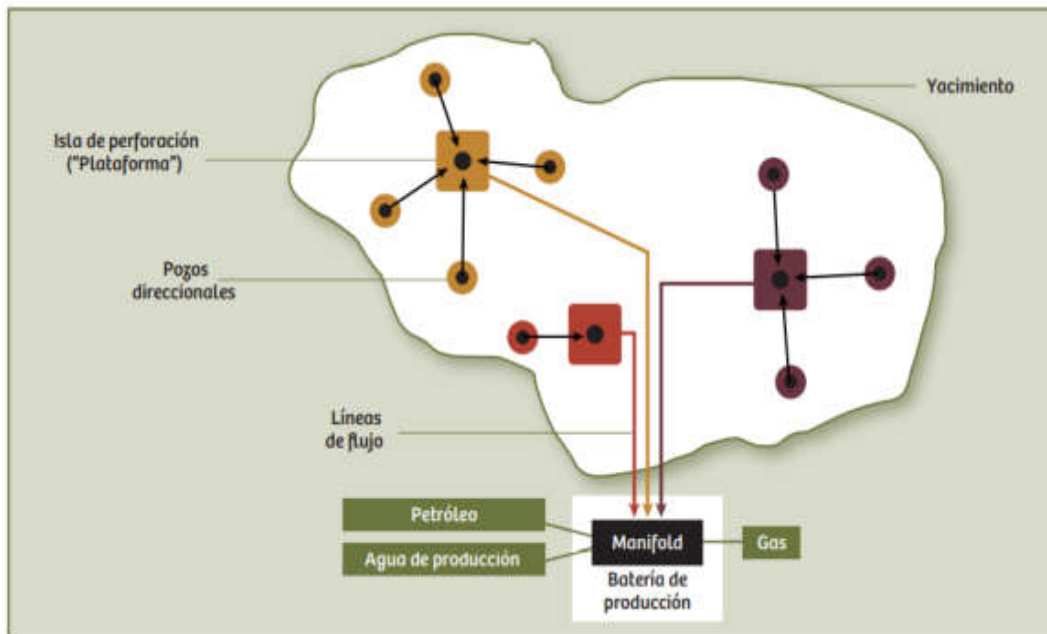 Yacimiento
Isla de perforación
("Plataforma")
Pozos
direccionales
Líneas
de flujo
Petróleo
Agua de producción
Manifold
Gas
Batería de
producción